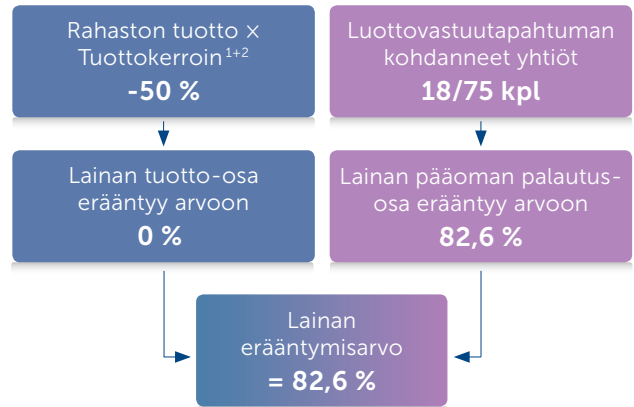 Rahaston tuotto ×
Tuottokerroin¹⁺²
-50 %
Luottovastuutapahtuman
kohdanneet yhtiöt
18/75 kpl
Lainan tuotto-osa
erääntyy arvoon
0 %
Lainan pääoman palautus-
osa erääntyy arvoon
82,6 %
Lainan
erääntymisarvo
= 82,6 %